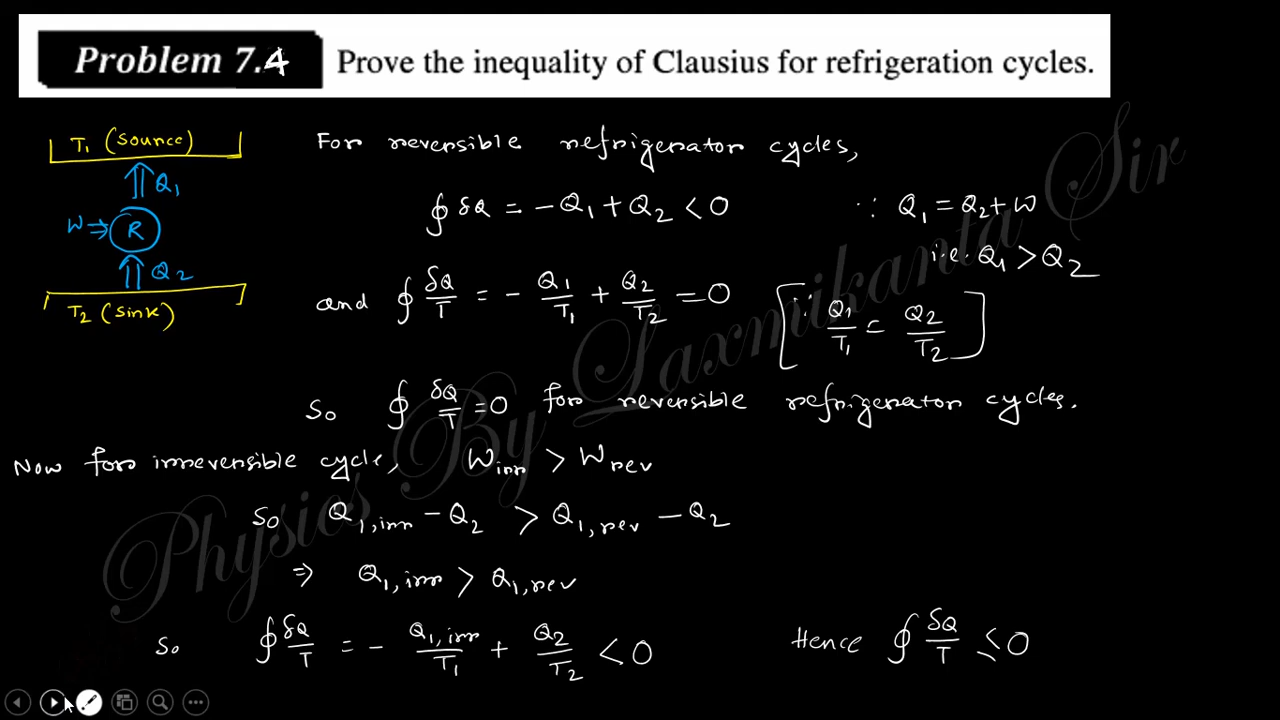 Problem 7.4 Prove the inequality of Clausius for refrigeration cycles.
T₁ (source)
Q₁
W ⇒ R
Q₂
T₂ (sink)
For reversible refrigerator cycles,
∮ δQ = -Q₁ + Q₂ < 0 ∵ Q₁ = Q₂ + W
i.e. Q₁ > Q₂
and ∮ δQ/T = - Q₁/T₁ + Q₂/T₂ = 0 [∵ Q₁/T₁ = Q₂/T₂]
So ∮ δQ/T = 0 for reversible refrigerator cycles.
Now for irreversible cycle, W_irr > W_rev
So Q₁,irr - Q₂ > Q₁,rev - Q₂
⇒ Q₁,irr > Q₁,rev
So ∮ δQ/T = - Q₁,irr/T₁ + Q₂/T₂ < 0 Hence ∮ δQ/T ≤ 0
Physics By Laxmikanta Sir